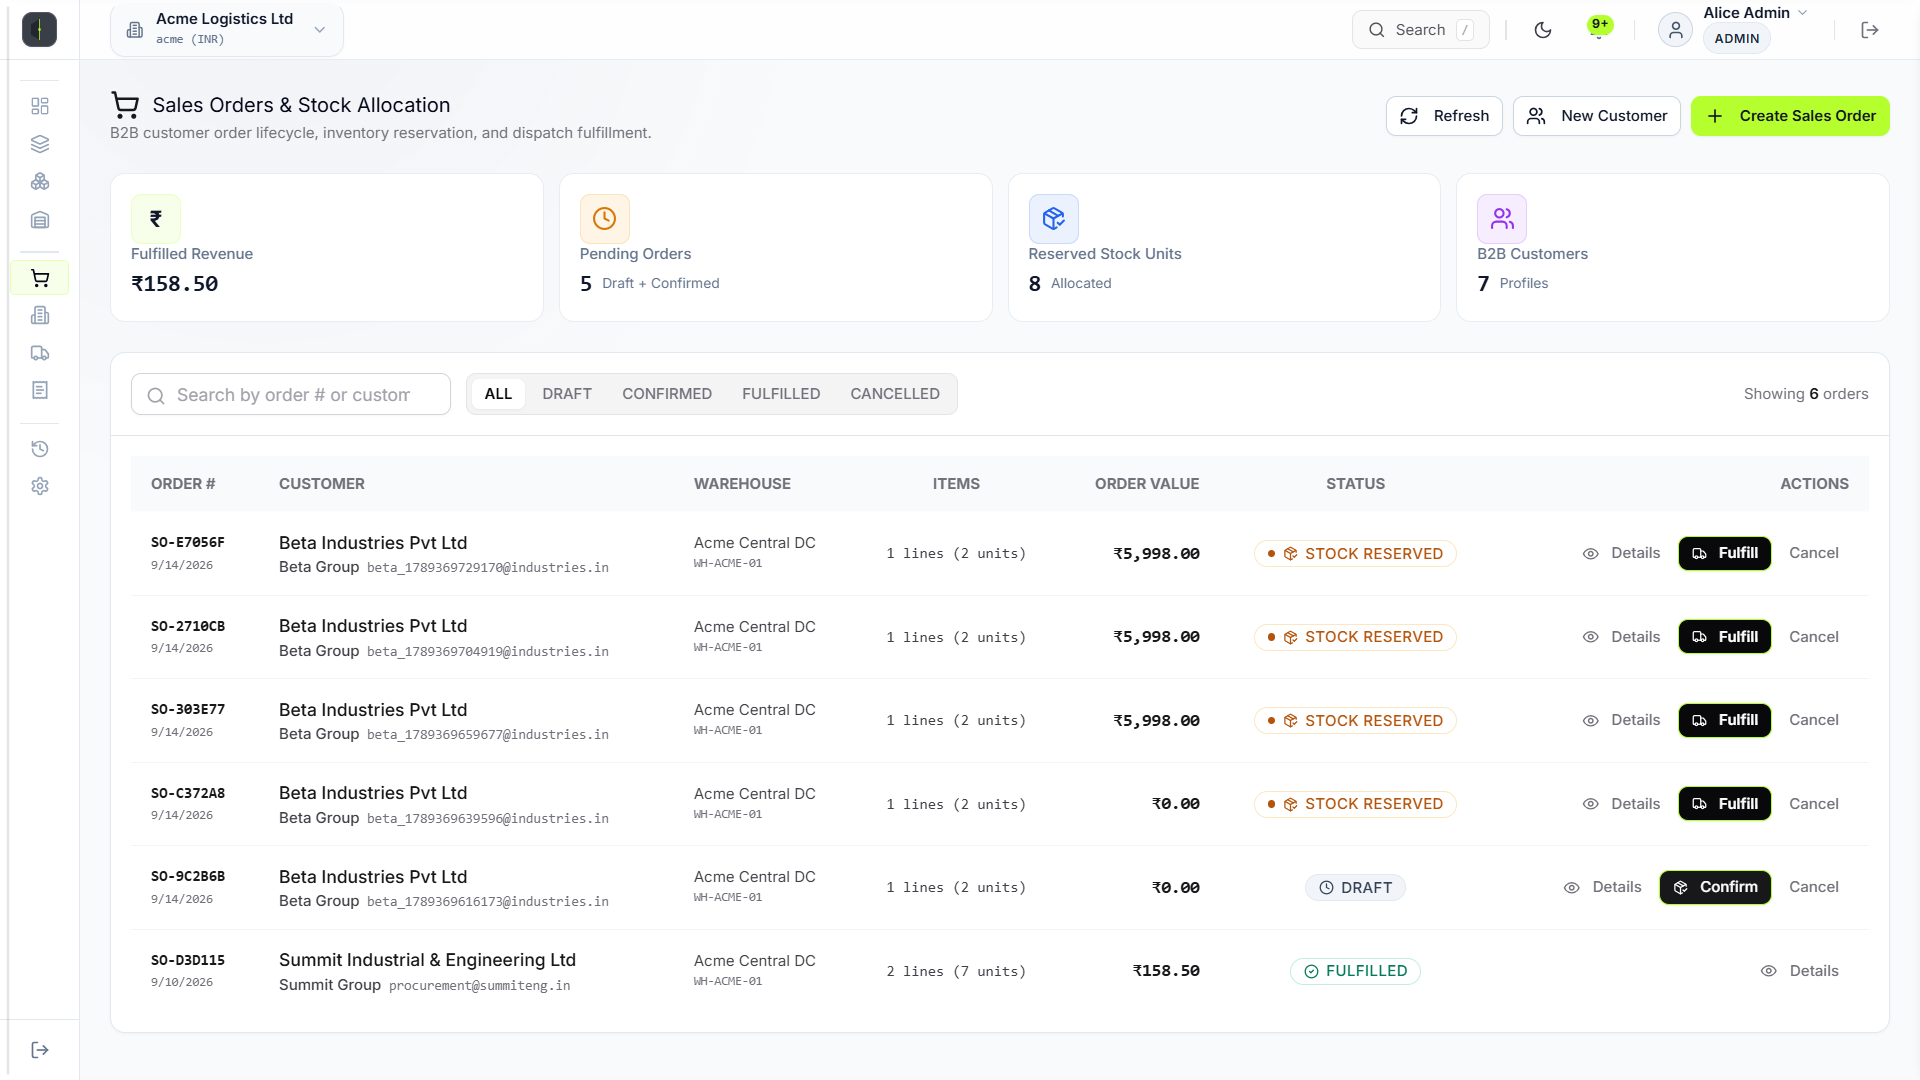 Acme Logistics Ltd
acme (INR)
Search /
9+
Alice Admin
ADMIN
Sales Orders & Stock Allocation
B2B customer order lifecycle, inventory reservation, and dispatch fulfillment.
Refresh
New Customer
Create Sales Order
₹
Fulfilled Revenue
₹158.50
Pending Orders
5 Draft + Confirmed
Reserved Stock Units
8 Allocated
B2B Customers
7 Profiles
Search by order # or custom
ALL DRAFT CONFIRMED FULFILLED CANCELLED
Showing 6 orders
ORDER # CUSTOMER WAREHOUSE ITEMS ORDER VALUE STATUS ACTIONS
SO-E7056F Beta Industries Pvt Ltd Acme Central DC 1 lines (2 units) ₹5,998.00 STOCK RESERVED Details Fulfill Cancel
9/14/2026 Beta Group beta_1789369729170@industries.in WH-ACME-01
SO-2710CB Beta Industries Pvt Ltd Acme Central DC 1 lines (2 units) ₹5,998.00 STOCK RESERVED Details Fulfill Cancel
9/14/2026 Beta Group beta_1789369704919@industries.in WH-ACME-01
SO-303E77 Beta Industries Pvt Ltd Acme Central DC 1 lines (2 units) ₹5,998.00 STOCK RESERVED Details Fulfill Cancel
9/14/2026 Beta Group beta_1789369659677@industries.in WH-ACME-01
SO-C372A8 Beta Industries Pvt Ltd Acme Central DC 1 lines (2 units) ₹0.00 STOCK RESERVED Details Fulfill Cancel
9/14/2026 Beta Group beta_1789369639596@industries.in WH-ACME-01
SO-9C2B6B Beta Industries Pvt Ltd Acme Central DC 1 lines (2 units) ₹0.00 DRAFT Details Confirm Cancel
9/14/2026 Beta Group beta_1789369616173@industries.in WH-ACME-01
SO-D3D115 Summit Industrial & Engineering Ltd Acme Central DC 2 lines (7 units) ₹158.50 FULFILLED Details
9/10/2026 Summit Group procurement@summiteng.in WH-ACME-01